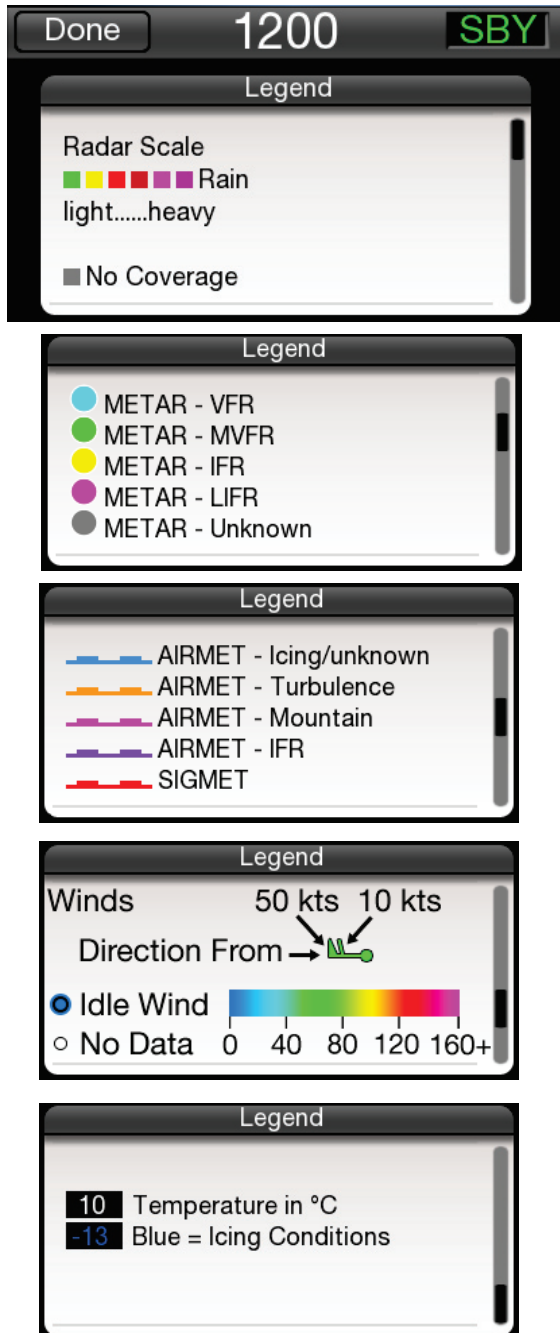 Done 1200 SBY
Legend
Radar Scale
Rain
light......heavy
No Coverage
Legend
METAR - VFR
METAR - MVFR
METAR - IFR
METAR - LIFR
METAR - Unknown
Legend
AIRMET - Icing/unknown
AIRMET - Turbulence
AIRMET - Mountain
AIRMET - IFR
SIGMET
Legend
Winds 50 kts 10 kts
Direction From
Idle Wind
No Data 0 40 80 120 160+
Legend
10 Temperature in °C
-13 Blue = Icing Conditions